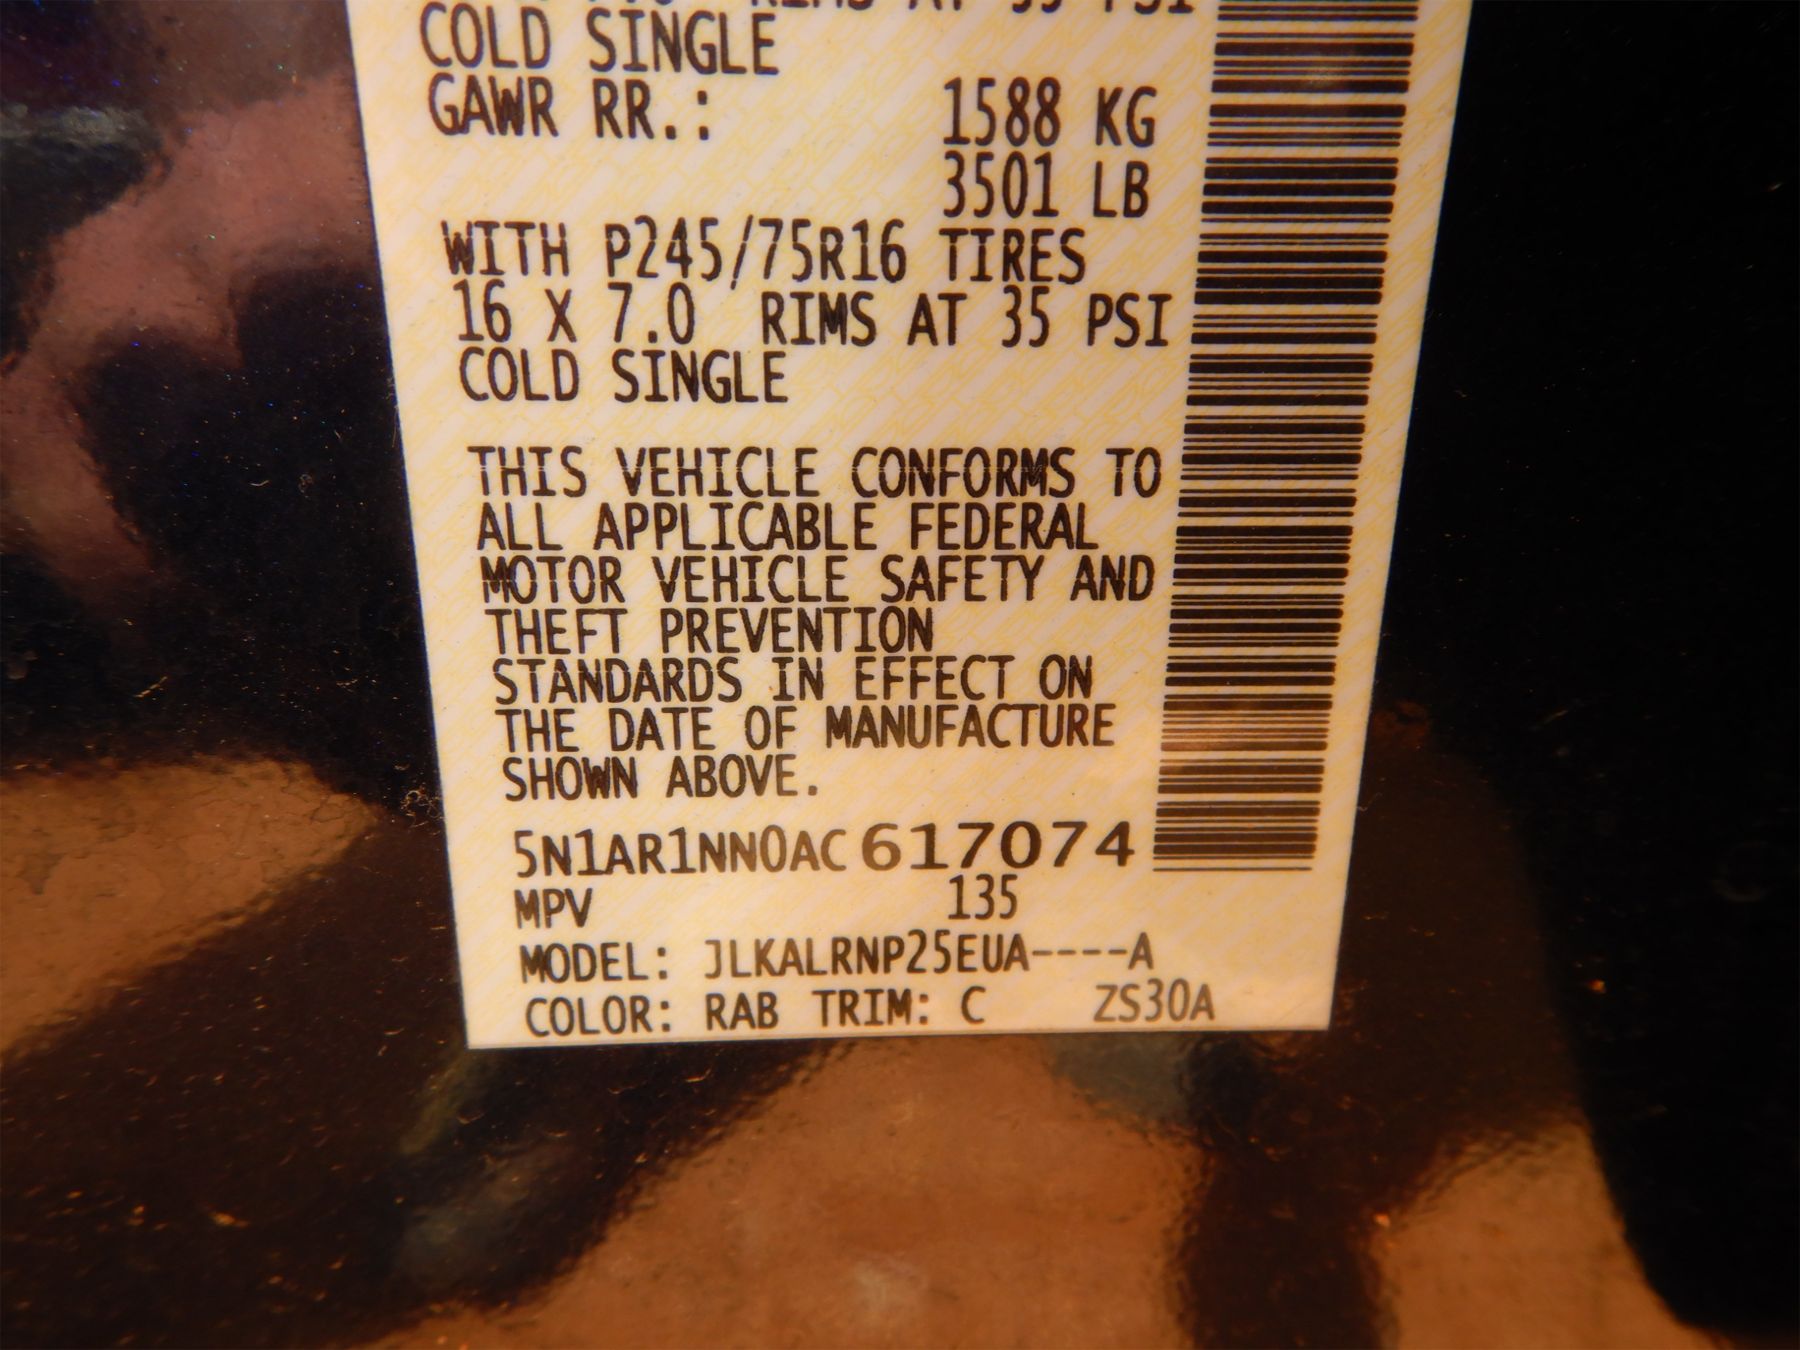 COLD SINGLE
GAWR RR.: 1588 KG
3501 LB
WITH P245/75R16 TIRES
16 X 7.0 RIMS AT 35 PSI
COLD SINGLE
THIS VEHICLE CONFORMS TO
ALL APPLICABLE FEDERAL
MOTOR VEHICLE SAFETY AND
THEFT PREVENTION
STANDARDS IN EFFECT ON
THE DATE OF MANUFACTURE
SHOWN ABOVE.
5N1AR1NN0AC617074
MPV 135
MODEL: JLKALRNP25EUA----A
COLOR: RAB TRIM: C ZS30A